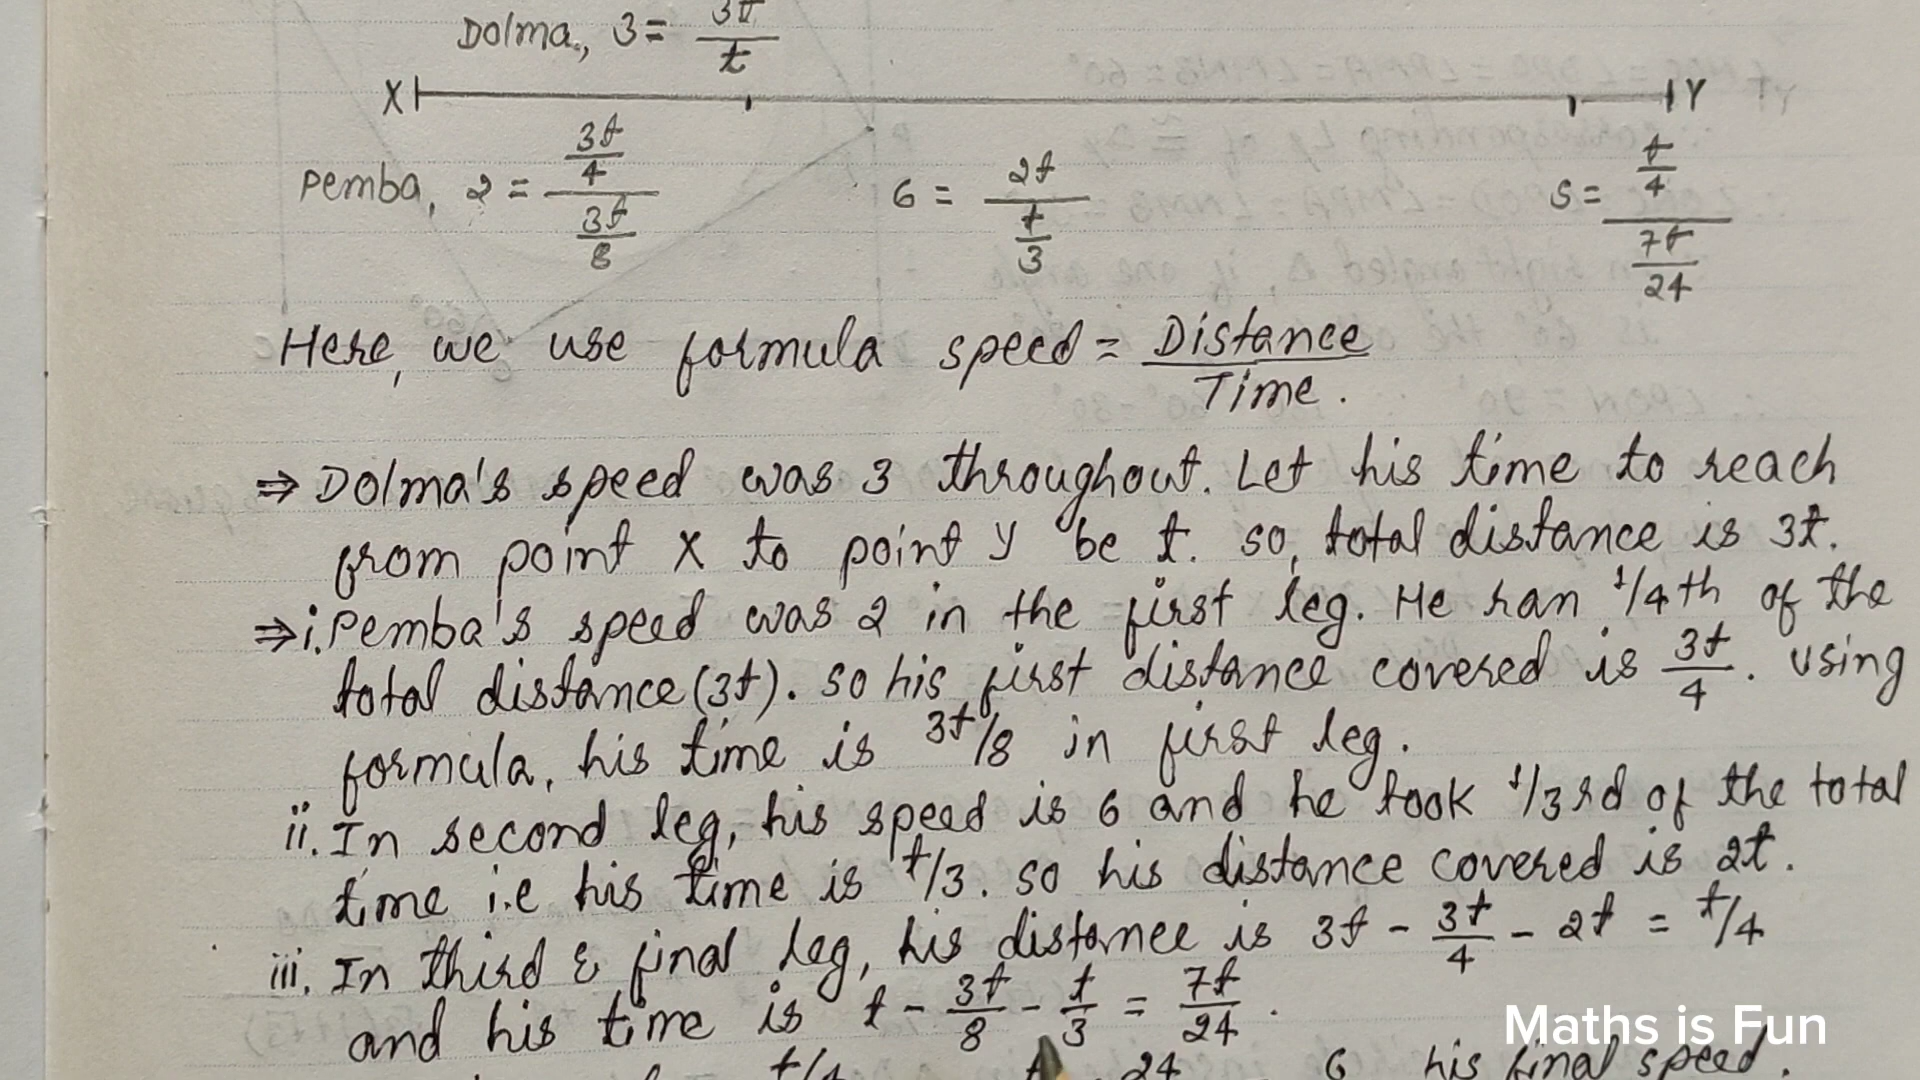 Dolma, 3 = 3t/t
X Y
Pemba, 2 = (3t/4)/(3t/8) 6 = 2t/(t/3) S = (t/4)/(7t/24)
Here, we use formula speed = Distance/Time.
⇒ Dolma's speed was 3 throughout. Let his time to reach
from point X to point Y be t. so, total distance is 3t.
⇒ i. Pemba's speed was 2 in the first leg. He ran 1/4th of the
total distance (3t). so his first distance covered is 3t/4. Using
formula, his time is 3t/8 in first leg.
ii. In second leg, his speed is 6 and he took 1/3rd of the total
time i.e his time is t/3. so his distance covered is 2t.
iii. In third & final leg, his distance is 3t - 3t/4 - 2t = t/4
and his time is t - 3t/8 - t/3 = 7t/24.
t/4 24 6 his final speed.
Maths is Fun